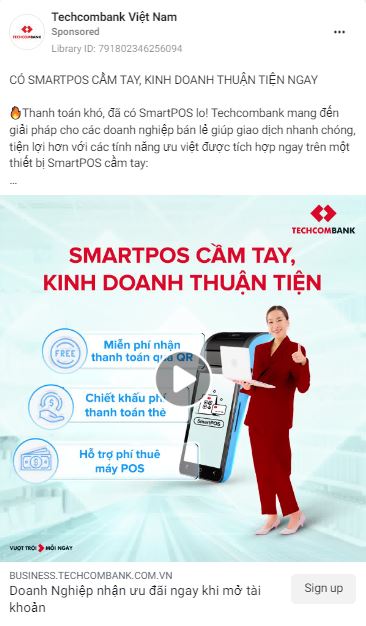 Techcombank Việt Nam
Sponsored
Library ID: 791802346256094
TECHCOMBANK
CÓ SMARTPOS CẦM TAY, KINH DOANH THUẬN TIỆN NGAY
🔥Thanh toán khó, đã có SmartPOS lo! Techcombank mang đến
giải pháp cho các doanh nghiệp bán lẻ giúp giao dịch nhanh chóng,
tiện lợi hơn với các tính năng ưu việt được tích hợp ngay trên một
thiết bị SmartPOS cầm tay:
...
TECHCOMBANK
SMARTPOS CẦM TAY,
KINH DOANH THUẬN TIỆN
FREE
Miễn phí nhận
thanh toán qua QR
Chiết khấu phí
thanh toán thẻ
Hỗ trợ phí thuê
máy POS
SmartPOS
VƯỢT TRỘI MỖI NGÀY
BUSINESS.TECHCOMBANK.COM.VN
Doanh Nghiệp nhận ưu đãi ngay khi mở tài
khoản
Sign up